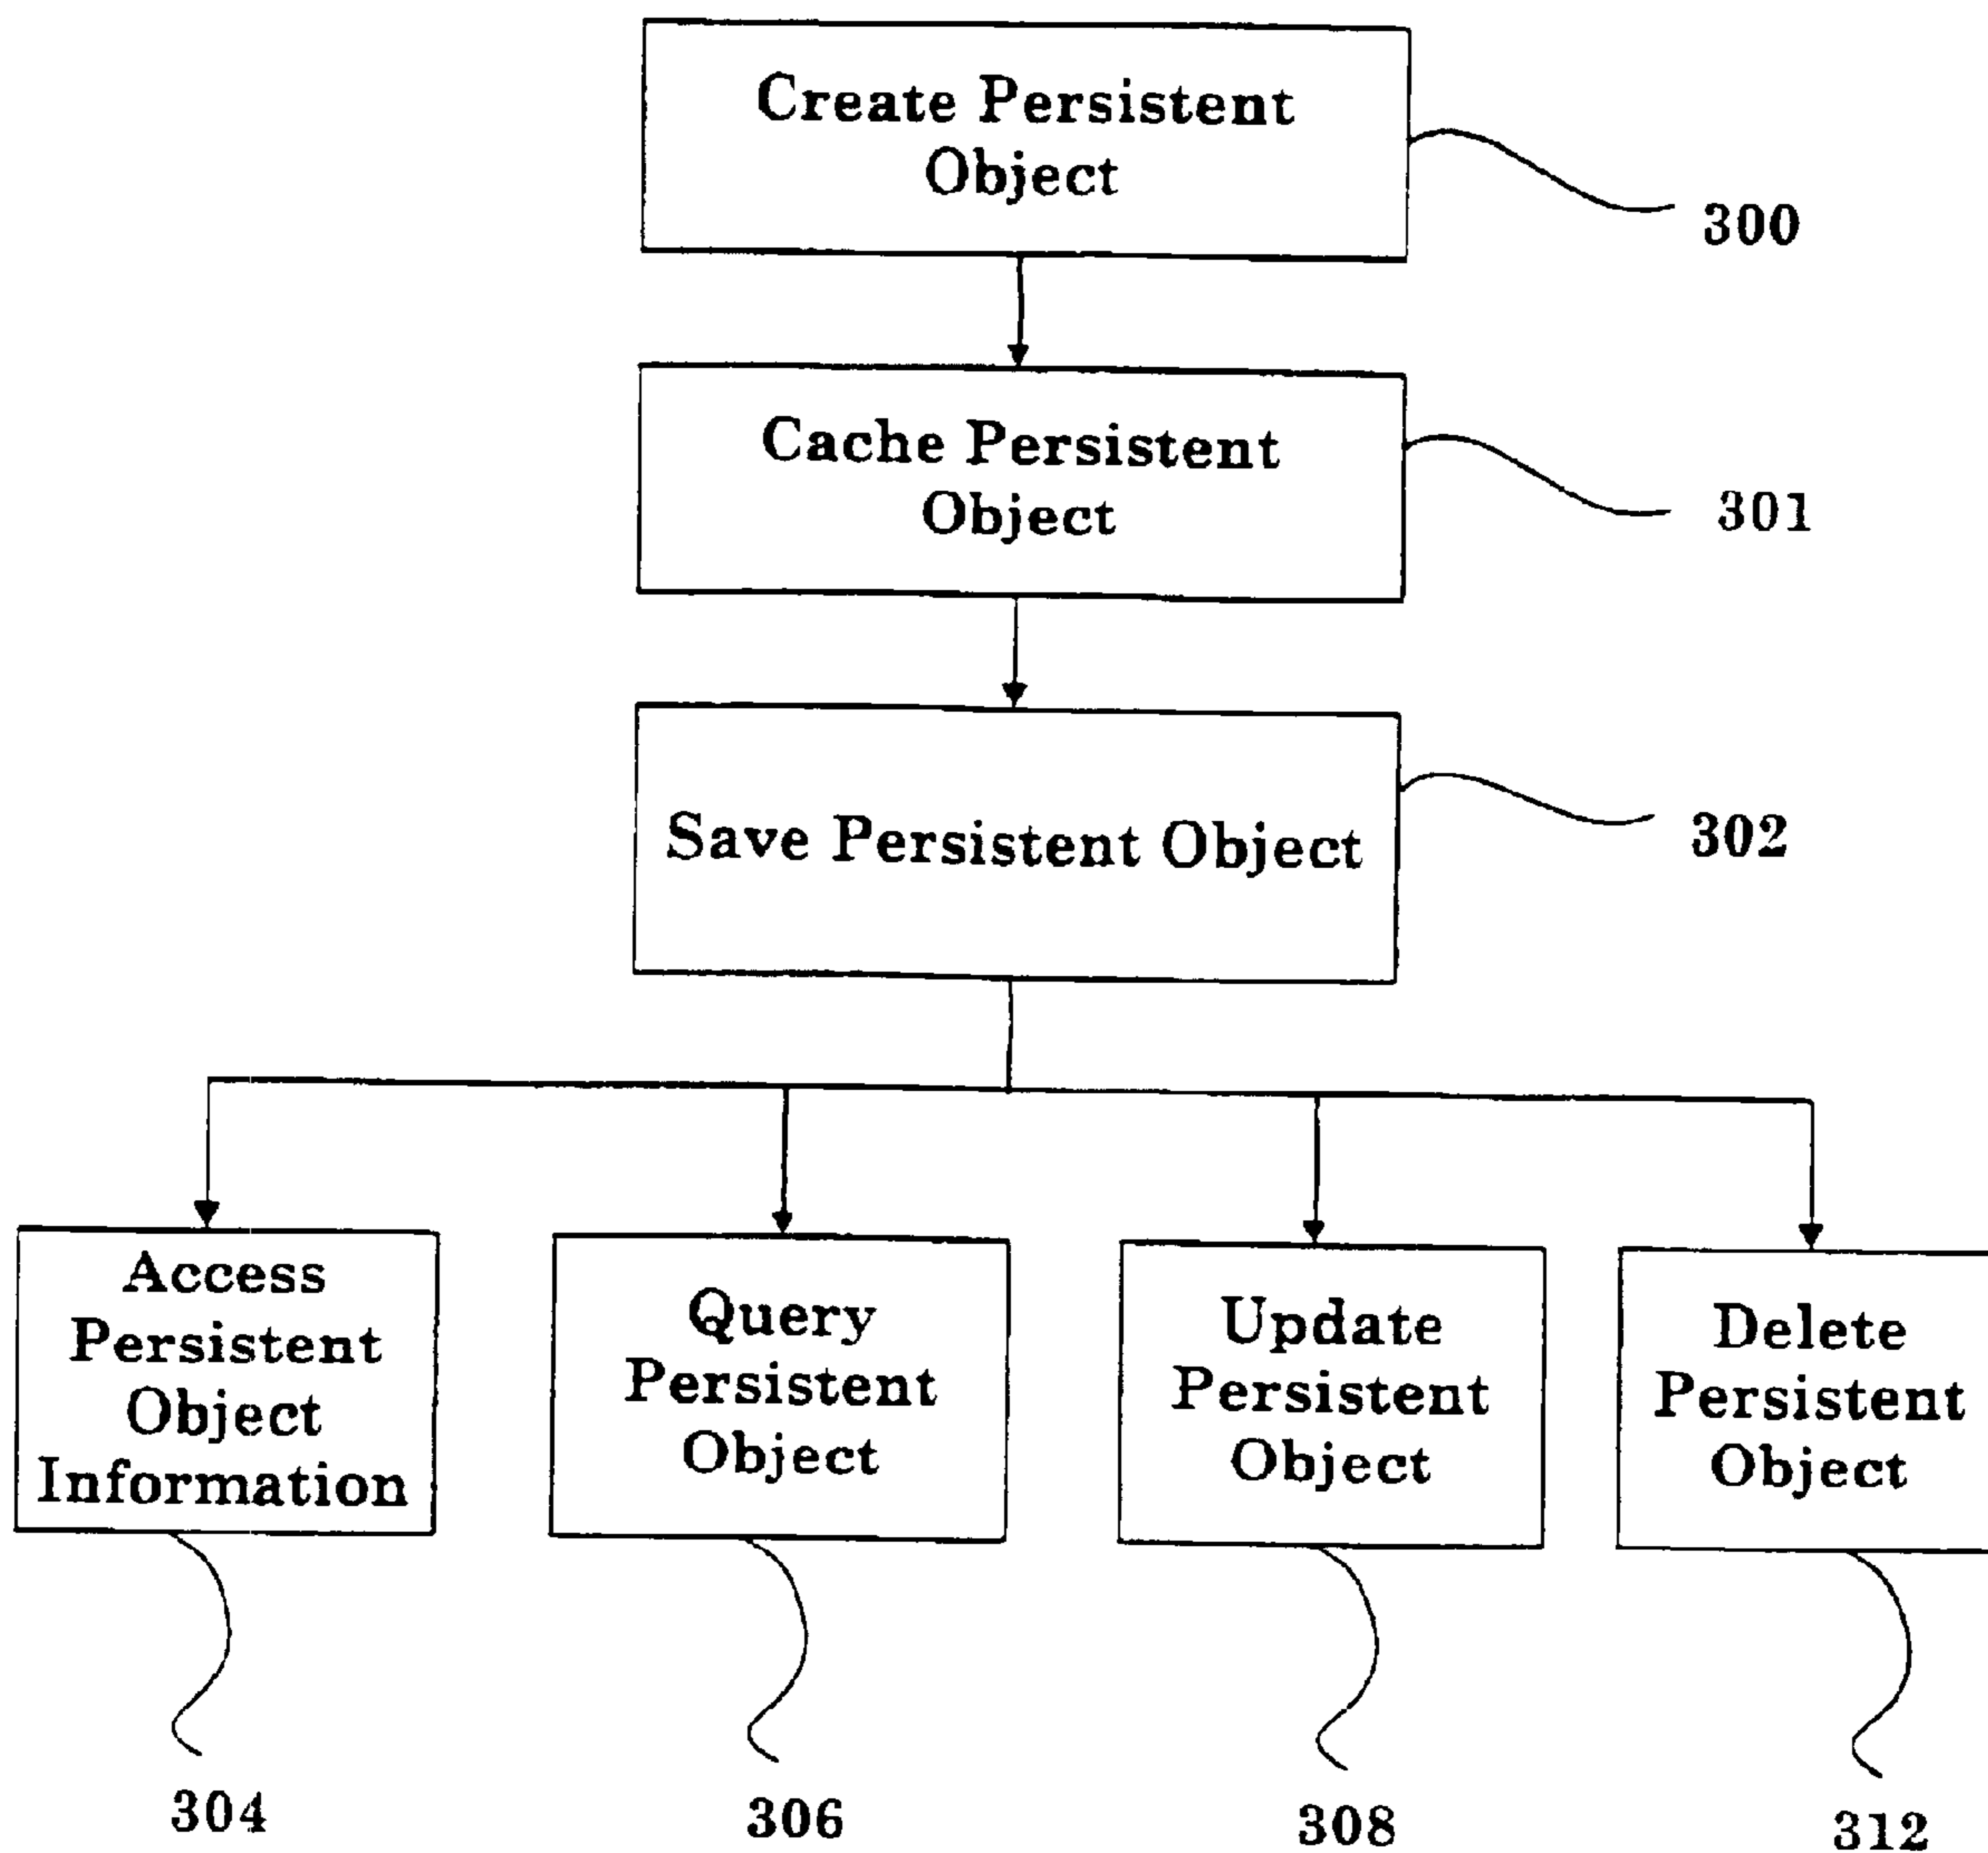 Create Persistent
Object
300
Cache Persistent
Object
301
Save Persistent Object
302
Access
Persistent
Object
Information
Query
Persistent
Object
Update
Persistent
Object
Delete
Persistent
Object
304
306
308
312